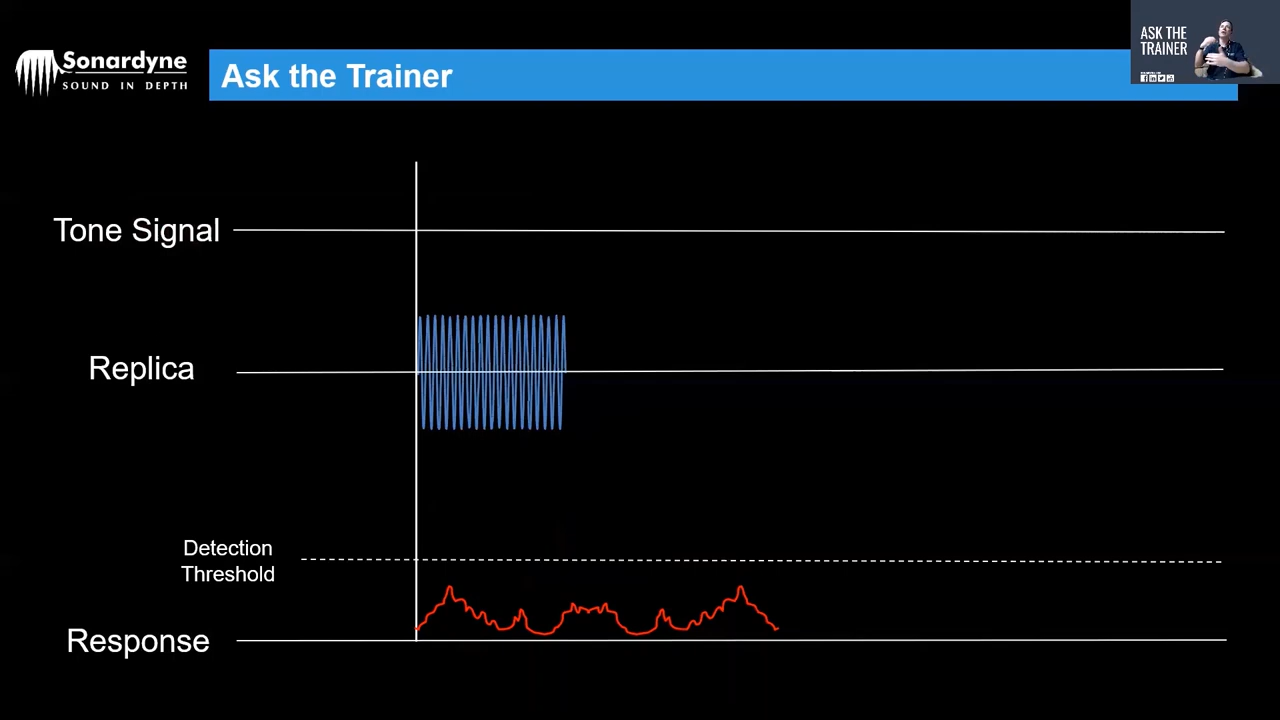 Sonardyne
SOUND IN DEPTH
Ask the Trainer
ASK THE
TRAINER
Tone Signal
Replica
Detection
Threshold
Response